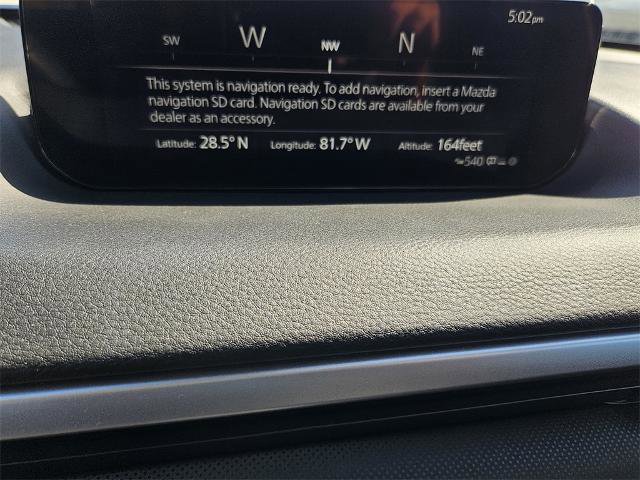 5:02pm
SW W NW N NE
This system is navigation ready. To add navigation, insert a Mazda
navigation SD card. Navigation SD cards are available from your
dealer as an accessory.
Latitude: 28.5° N Longitude: 81.7° W Altitude: 164feet
540